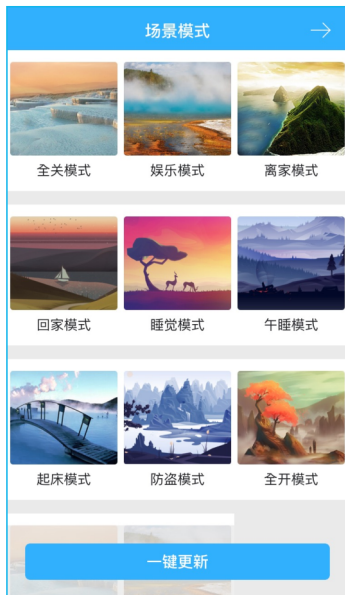 场景模式
全关模式
娱乐模式
离家模式
回家模式
睡觉模式
午睡模式
起床模式
防盗模式
全开模式
一键更新